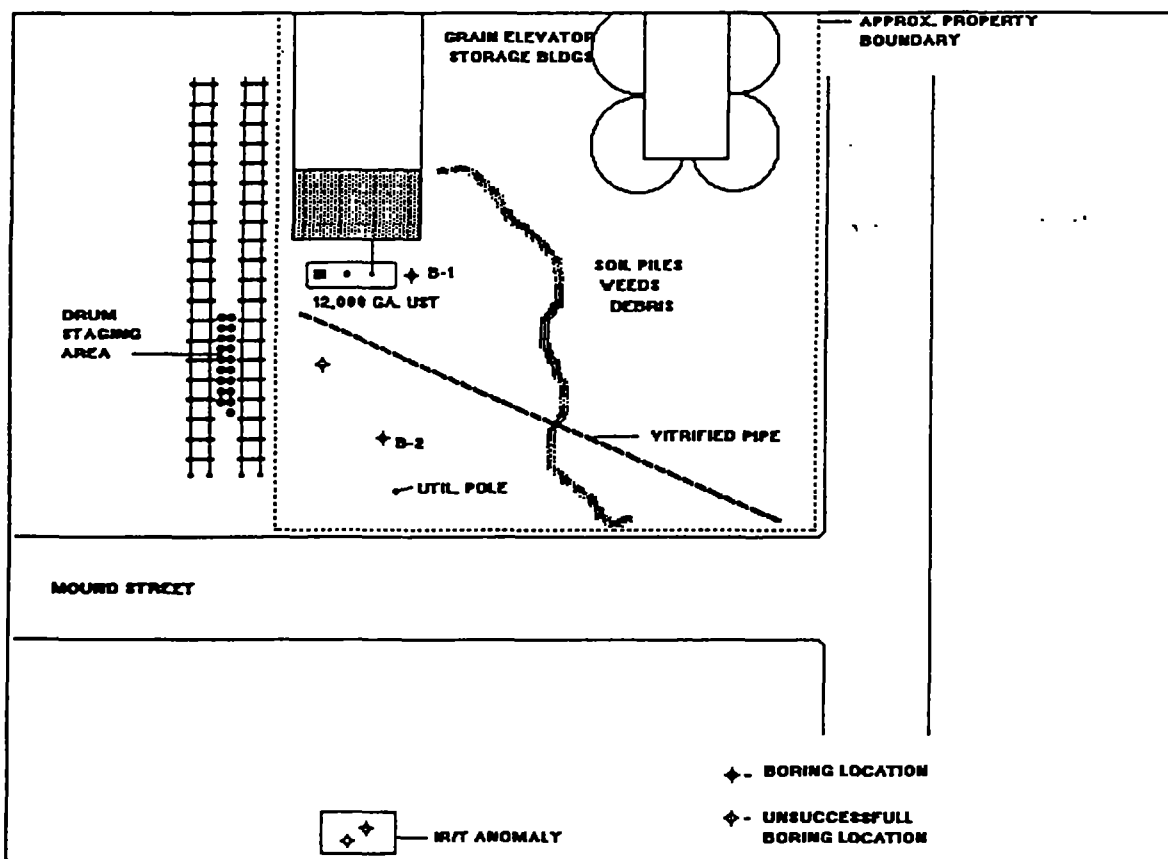 APPROX. PROPERTY
BOUNDARY
GRAIN ELEVATOR
STORAGE BLDGS
B-1
12,000 GA. UST
SOIL PILES
WEEDS
DEBRIS
DRUM
STAGING
AREA
B-2
VITRIFIED PIPE
UTIL. POLE
MOUND STREET
- BORING LOCATION
- UNSUCCESSFULL
BORING LOCATION
IR/T ANOMALY